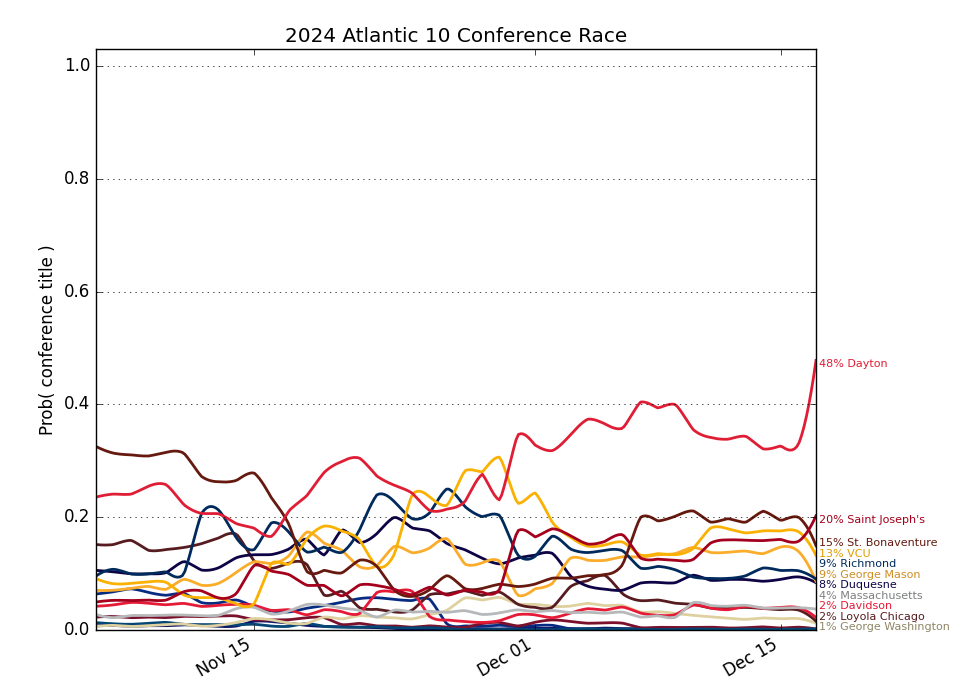 2024 Atlantic 10 Conference Race
Prob( conference title )
1.0
0.8
0.6
0.4
0.2
0.0
Nov 15
Dec 01
Dec 15
48% Dayton
20% Saint Joseph's
15% St. Bonaventure
13% VCU
9% Richmond
9% George Mason
8% Duquesne
4% Massachusetts
2% Davidson
2% Loyola Chicago
1% George Washington